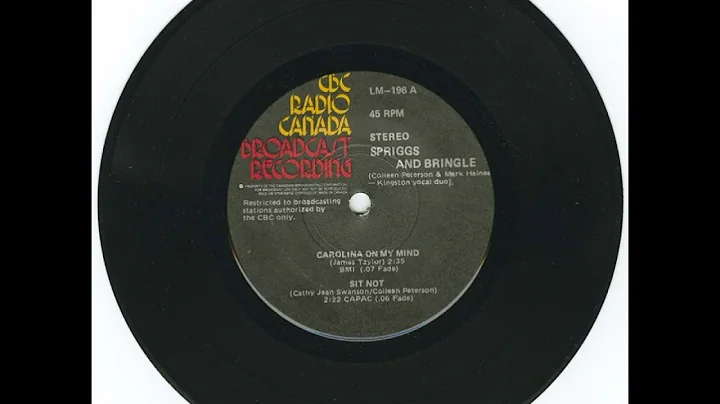 CBC
RADIO
CANADA
BROADCAST
RECORDING
LM-196 A
45 RPM
STEREO
SPRIGGS
AND BRINGLE
(Colleen Peterson & Mark Haines
— Kingston vocal duo).
Restricted to broadcasting
stations authorized by
the CBC only.
CAROLINA ON MY MIND
(James Taylor) 2:35
BMI (.07 Fade)
SIT NOT
(Cathy Jean Swanson/Colleen Peterson)
2:22 CAPAC (.06 Fade)